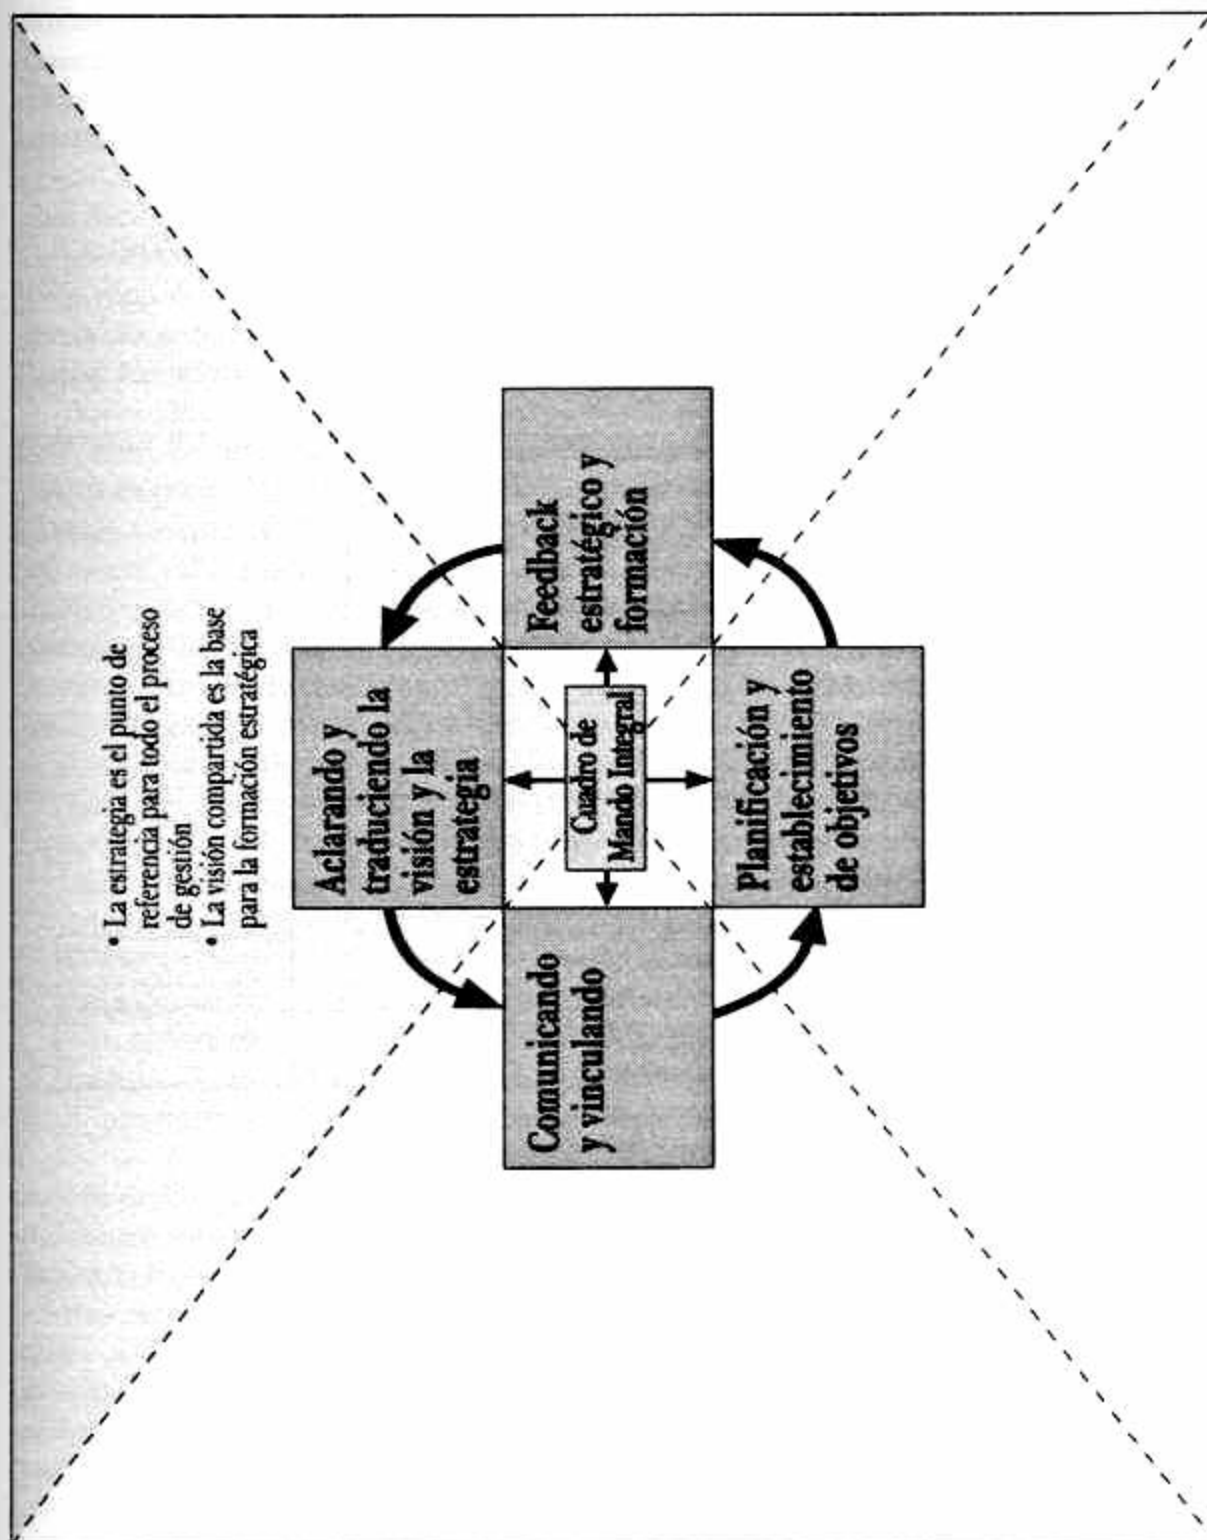 • La estrategia es el punto de
referencia para todo el proceso
de gestión
• La visión compartida es la base
para la formación estratégica
Aclarando y
traduciendo la
visión y la
estrategia
Comunicando
y vinculando
Cuadro de
Mando Integral
Feedback
estratégico y
formación
Planificación y
establecimiento
de objetivos